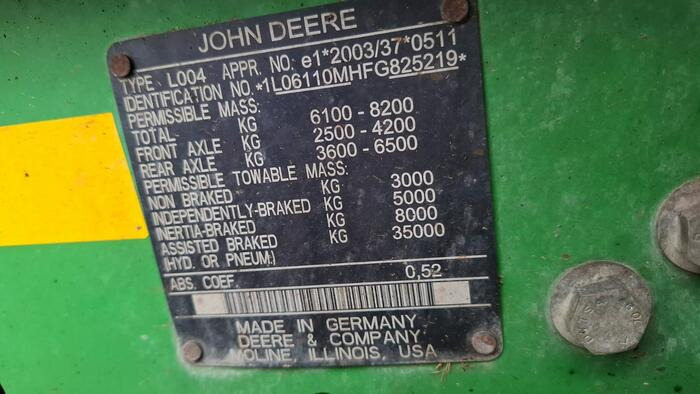 JOHN DEERE
TYPE L004 APPR. NO. e1*2003/37*0511
IDENTIFICATION NO.*1L06110MHFG825219*
PERMISSIBLE MASS:
TOTAL KG 6100 - 8200
FRONT AXLE KG 2500 - 4200
REAR AXLE KG 3600 - 6500
PERMISSIBLE TOWABLE MASS:
NON BRAKED KG 3000
INDEPENDENTLY-BRAKED KG 5000
INERTIA-BRAKED KG 8000
ASSISTED BRAKED KG 35000
(HYD. OR PNEUM.)
ABS. COEF. 0,52
MADE IN GERMANY
DEERE & COMPANY
MOLINE, ILLINOIS, USA